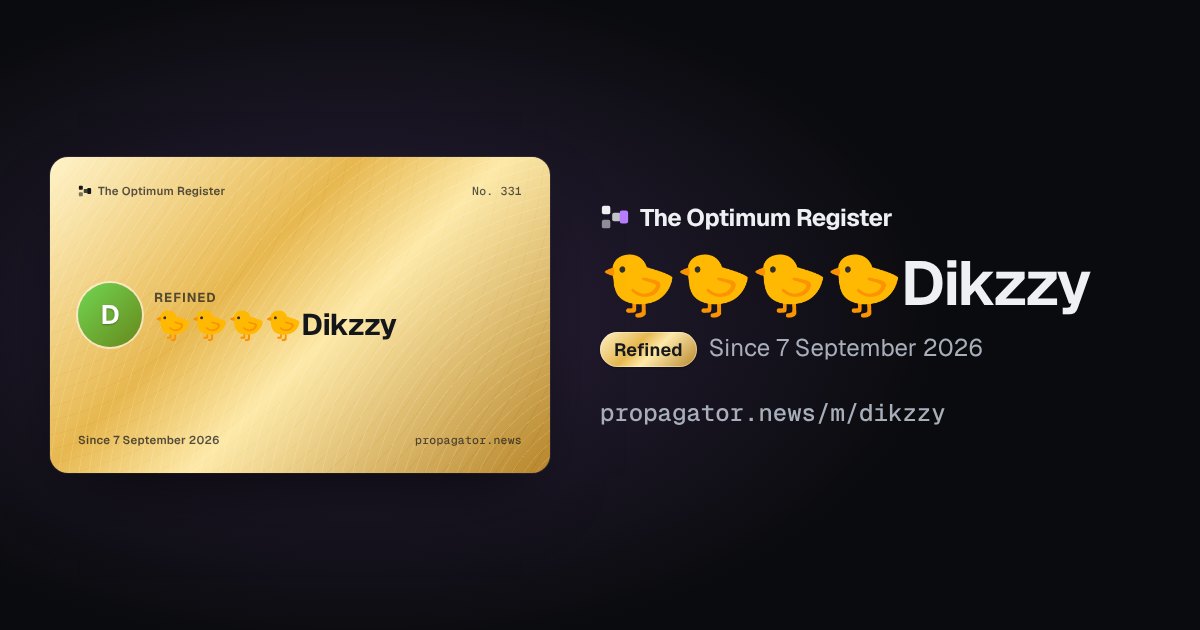 The Optimum Register
No. 331
D
REFINED
🐤🐤🐤🐤Dikzzy
Since 7 September 2026
propagator.news
The Optimum Register
🐤🐤🐤🐤Dikzzy
Refined
Since 7 September 2026
propagator.news/m/dikzzy